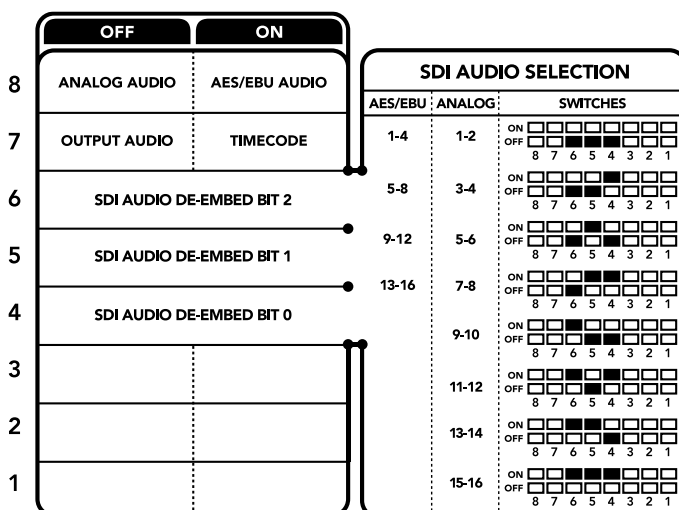 OFF ON
8 ANALOG AUDIO AES/EBU AUDIO
7 OUTPUT AUDIO TIMECODE
6 SDI AUDIO DE-EMBED BIT 2
5 SDI AUDIO DE-EMBED BIT 1
4 SDI AUDIO DE-EMBED BIT 0
3
2
1
SDI AUDIO SELECTION
AES/EBU ANALOG SWITCHES
1-4 1-2 ON
OFF
8 7 6 5 4 3 2 1
5-8 3-4 ON
OFF
8 7 6 5 4 3 2 1
9-12 5-6 ON
OFF
8 7 6 5 4 3 2 1
13-16 7-8 ON
OFF
8 7 6 5 4 3 2 1
9-10 ON
OFF
8 7 6 5 4 3 2 1
11-12 ON
OFF
8 7 6 5 4 3 2 1
13-14 ON
OFF
8 7 6 5 4 3 2 1
15-16 ON
OFF
8 7 6 5 4 3 2 1